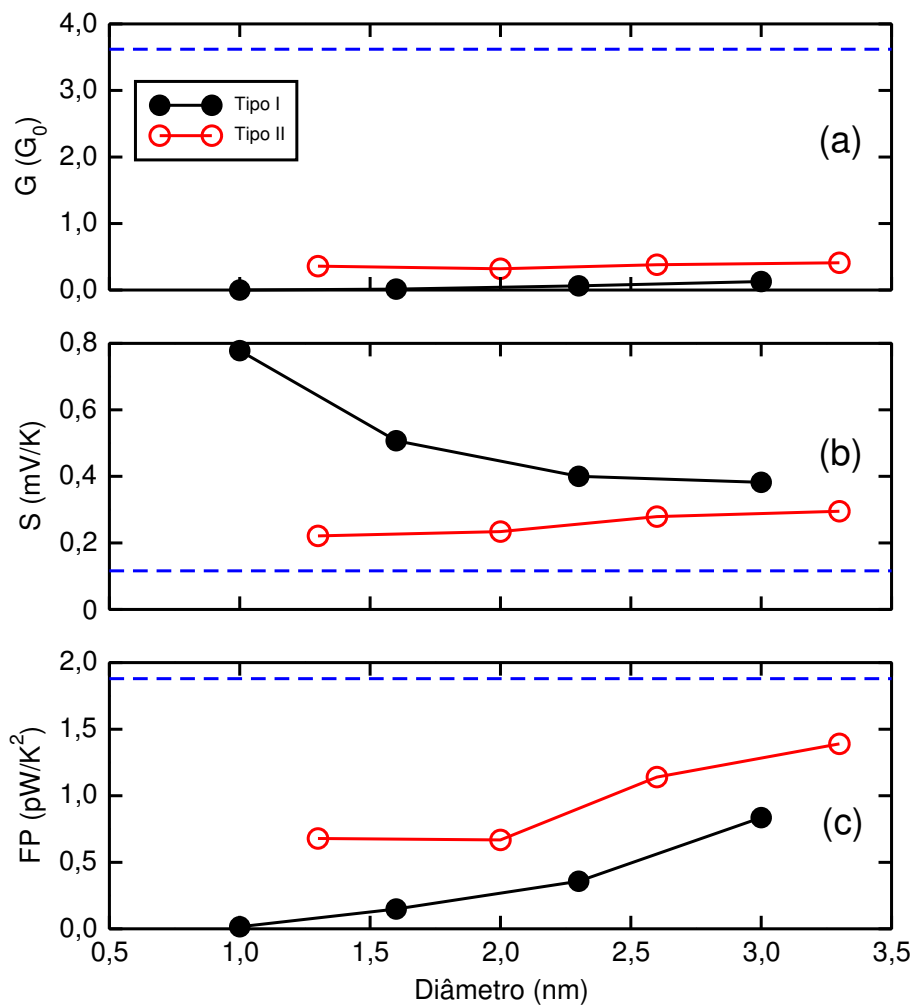 4,0
3,0
2,0
1,0
0,0
G (G0)
Tipo I
Tipo II
(a)
0,8
0,6
0,4
0,2
0
S (mV/K)
(b)
2,0
1,5
1,0
0,5
0,0
FP (pW/K²)
(c)
0,5 1,0 1,5 2,0 2,5 3,0 3,5
Diâmetro (nm)